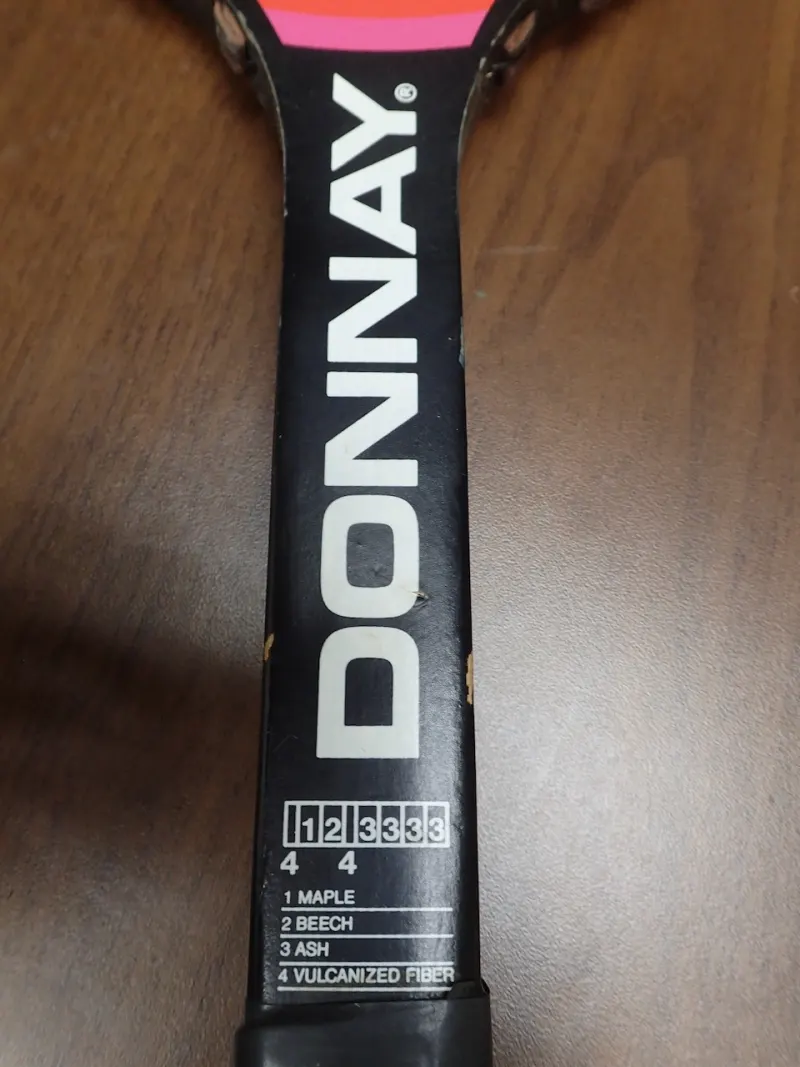 DONNAY®
1 2 3 3 3 3
4 4
1 MAPLE
2 BEECH
3 ASH
4 VULCANIZED FIBER